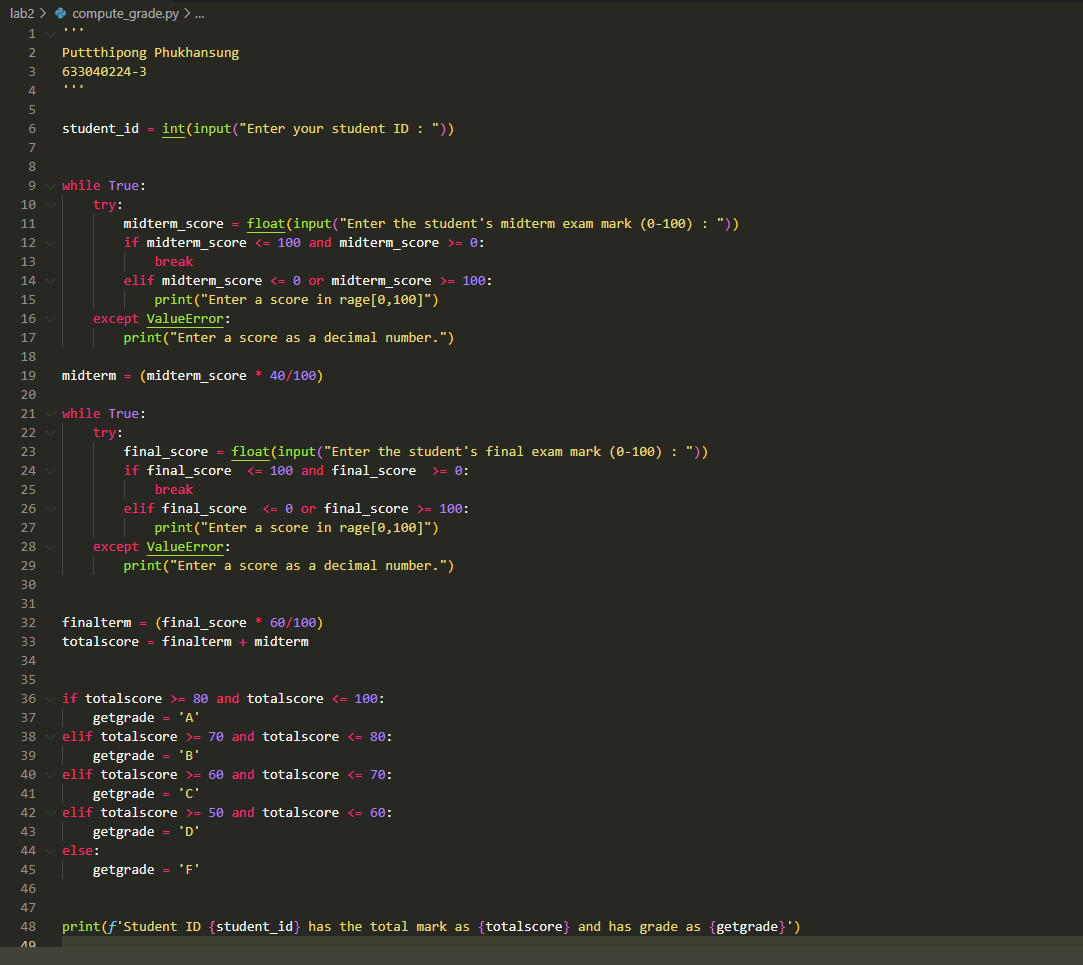 lab2 > compute_grade.py > ...
1 '''
2 Puttthipong Phukhansung
3 633040224-3
4 '''
5
6 student_id = int(input("Enter your student ID : "))
7
8
9 while True:
10     try:
11         midterm_score = float(input("Enter the student's midterm exam mark (0-100) : "))
12         if midterm_score <= 100 and midterm_score >= 0:
13             break
14         elif midterm_score <= 0 or midterm_score >= 100:
15             print("Enter a score in rage[0,100]")
16     except ValueError:
17         print("Enter a score as a decimal number.")
18
19 midterm = (midterm_score * 40/100)
20
21 while True:
22     try:
23         final_score = float(input("Enter the student's final exam mark (0-100) : "))
24         if final_score  <= 100 and final_score  >= 0:
25             break
26         elif final_score  <= 0 or final_score >= 100:
27             print("Enter a score in rage[0,100]")
28     except ValueError:
29         print("Enter a score as a decimal number.")
30
31
32 finalterm = (final_score * 60/100)
33 totalscore = finalterm + midterm
34
35
36 if totalscore >= 80 and totalscore <= 100:
37     getgrade = 'A'
38 elif totalscore >= 70 and totalscore <= 80:
39     getgrade = 'B'
40 elif totalscore >= 60 and totalscore <= 70:
41     getgrade = 'C'
42 elif totalscore >= 50 and totalscore <= 60:
43     getgrade = 'D'
44 else:
45     getgrade = 'F'
46
47
48 print(f'Student ID {student_id} has the total mark as {totalscore} and has grade as {getgrade}')
49